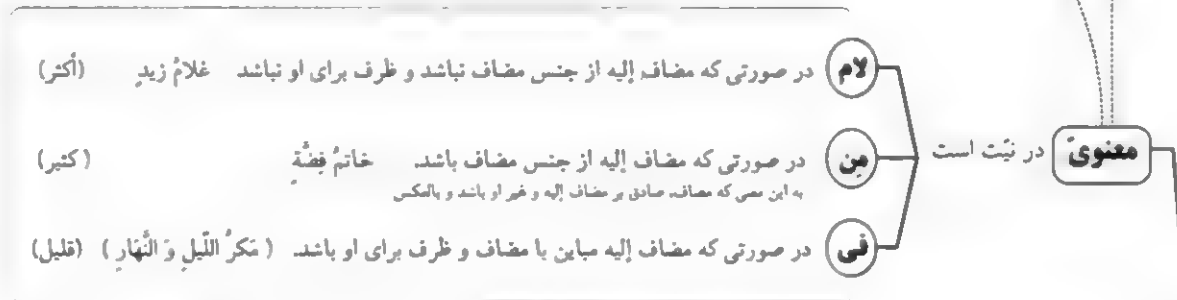 معنویّ در نیّت است
لام در صورتی که مضاف إلیه از جنس مضاف نباشد و ظرف برای او نباشد غلامُ زیدٍ (أکثر)
مِن در صورتی که مضاف إلیه از جنس مضاف باشد. خاتمُ فِضَّةٍ (کثیر)
به این معنی که مضاف صادق بر مضاف إلیه و غیر او باشد و بالعکس
فی در صورتی که مضاف إلیه مباین با مضاف و ظرف برای او باشد. ( مَکرُ اللّیلِ وَ النَّهَارِ ) (قلیل)